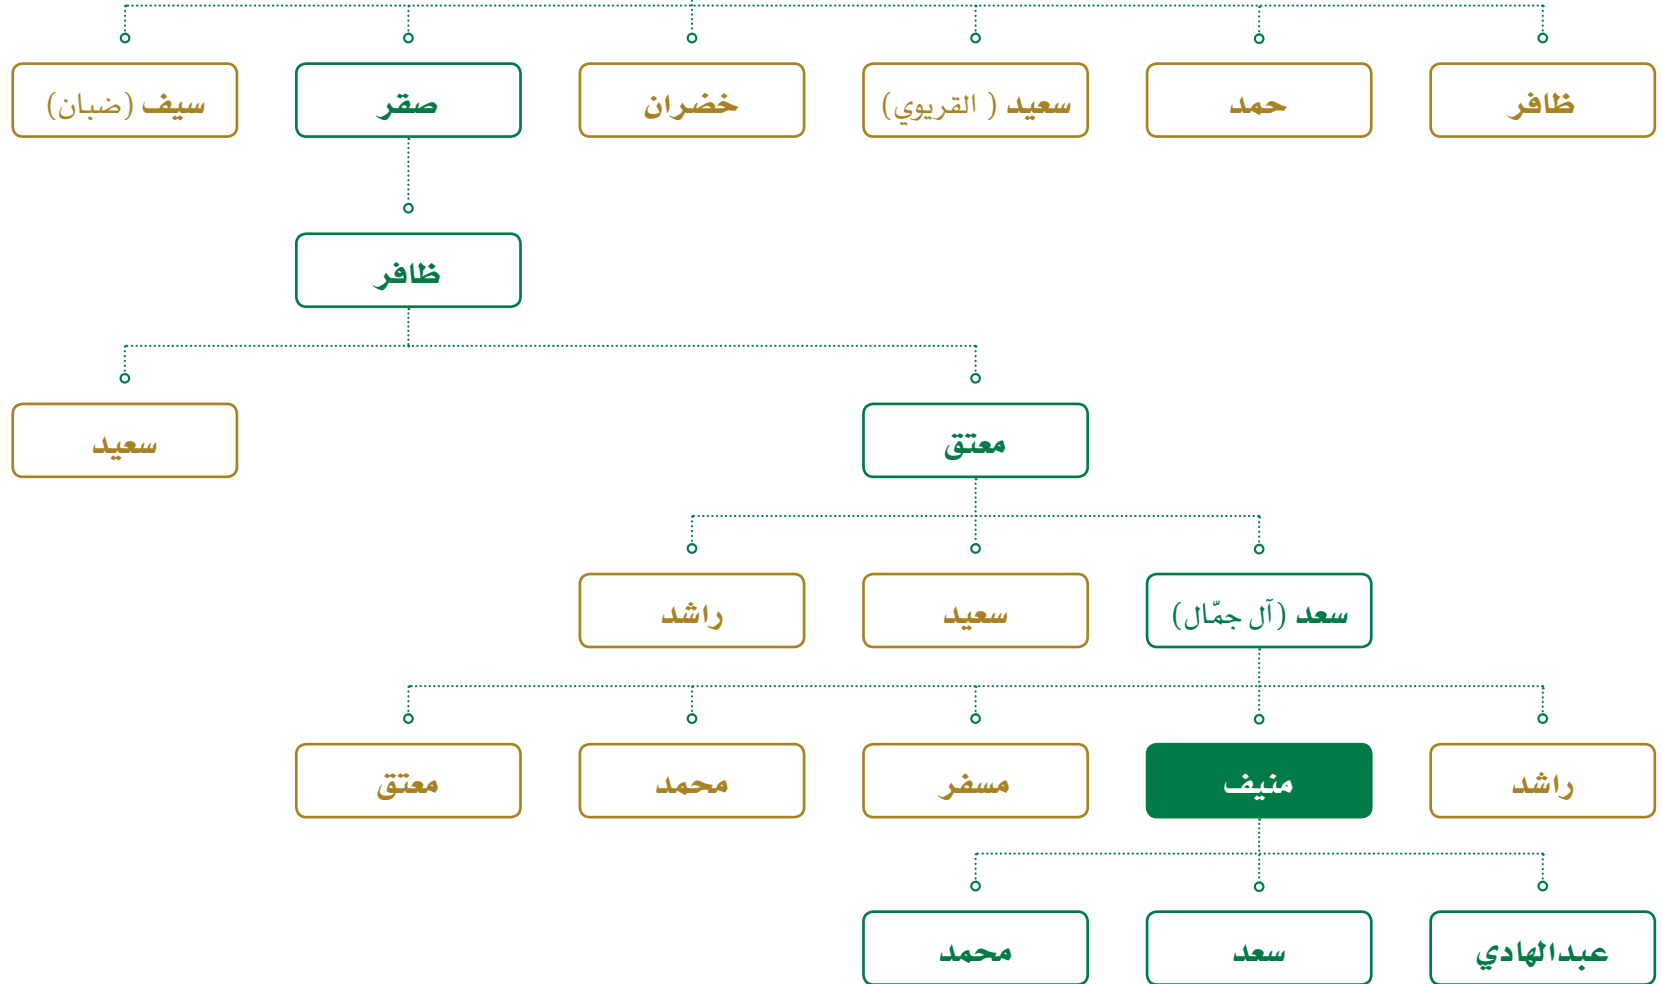 ظافر
حمد
سعيد ( القريوي)
خضران
صقر
سيف (ضبان)
ظافر
معتق
سعيد
سعد (آل جمّال)
سعيد
راشد
راشد
منيف
مسفر
محمد
معتق
عبدالهادي
سعد
محمد